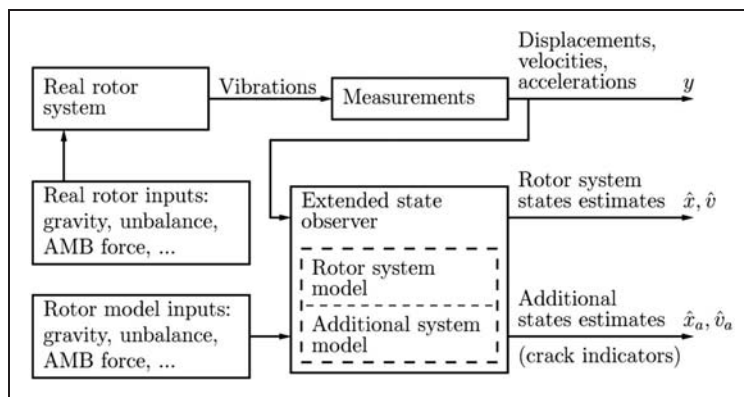 Real rotor
system
Vibrations
Measurements
Displacements,
velocities,
accelerations
y
Real rotor inputs:
gravity, unbalance,
AMB force, ...
Extended state
observer
Rotor system
model
Additional system
model
Rotor system
states estimates x̂, v̂
Rotor model inputs:
gravity, unbalance,
AMB force, ...
Additional
states estimates x̂ₐ, v̂ₐ
(crack indicators)